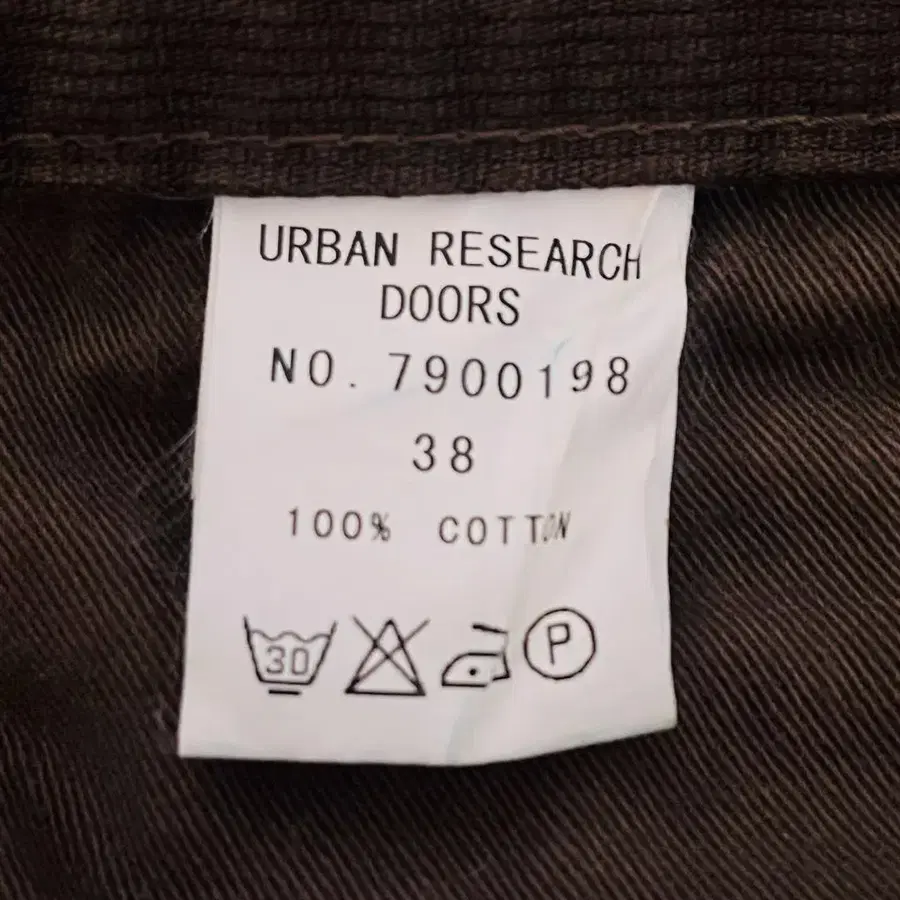 URBAN RESEARCH
DOORS
NO. 7900198
38
100% COTTON
30 P